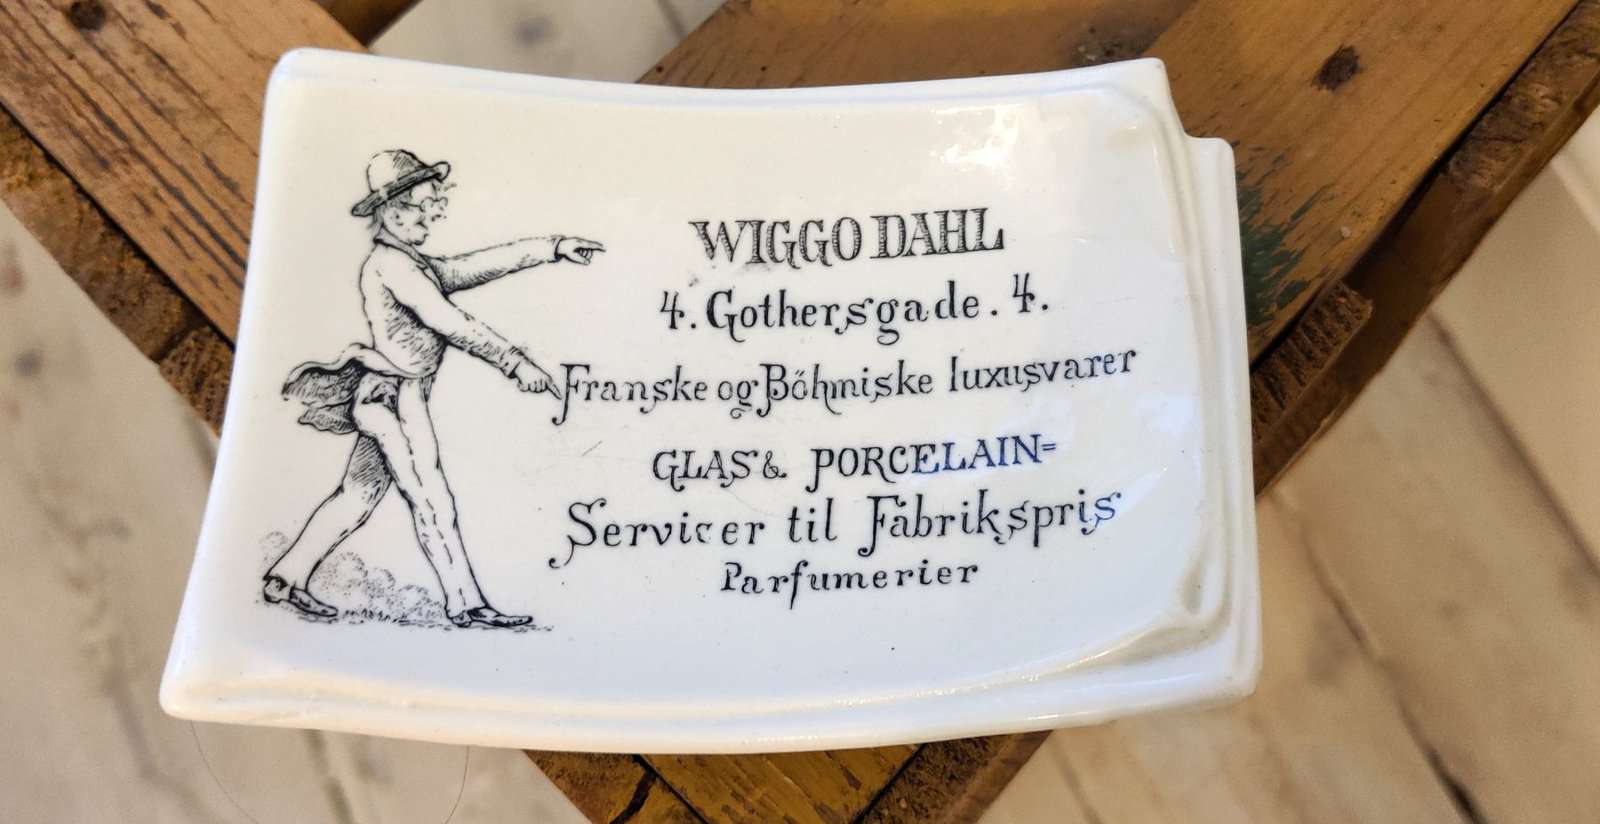 WIGGO DAHL
4. Gothersgade. 4.
Franske og Böhmiske luxusvarer
GLAS & PORCELAIN=
Servicer til Fabrikspris
Parfumerier